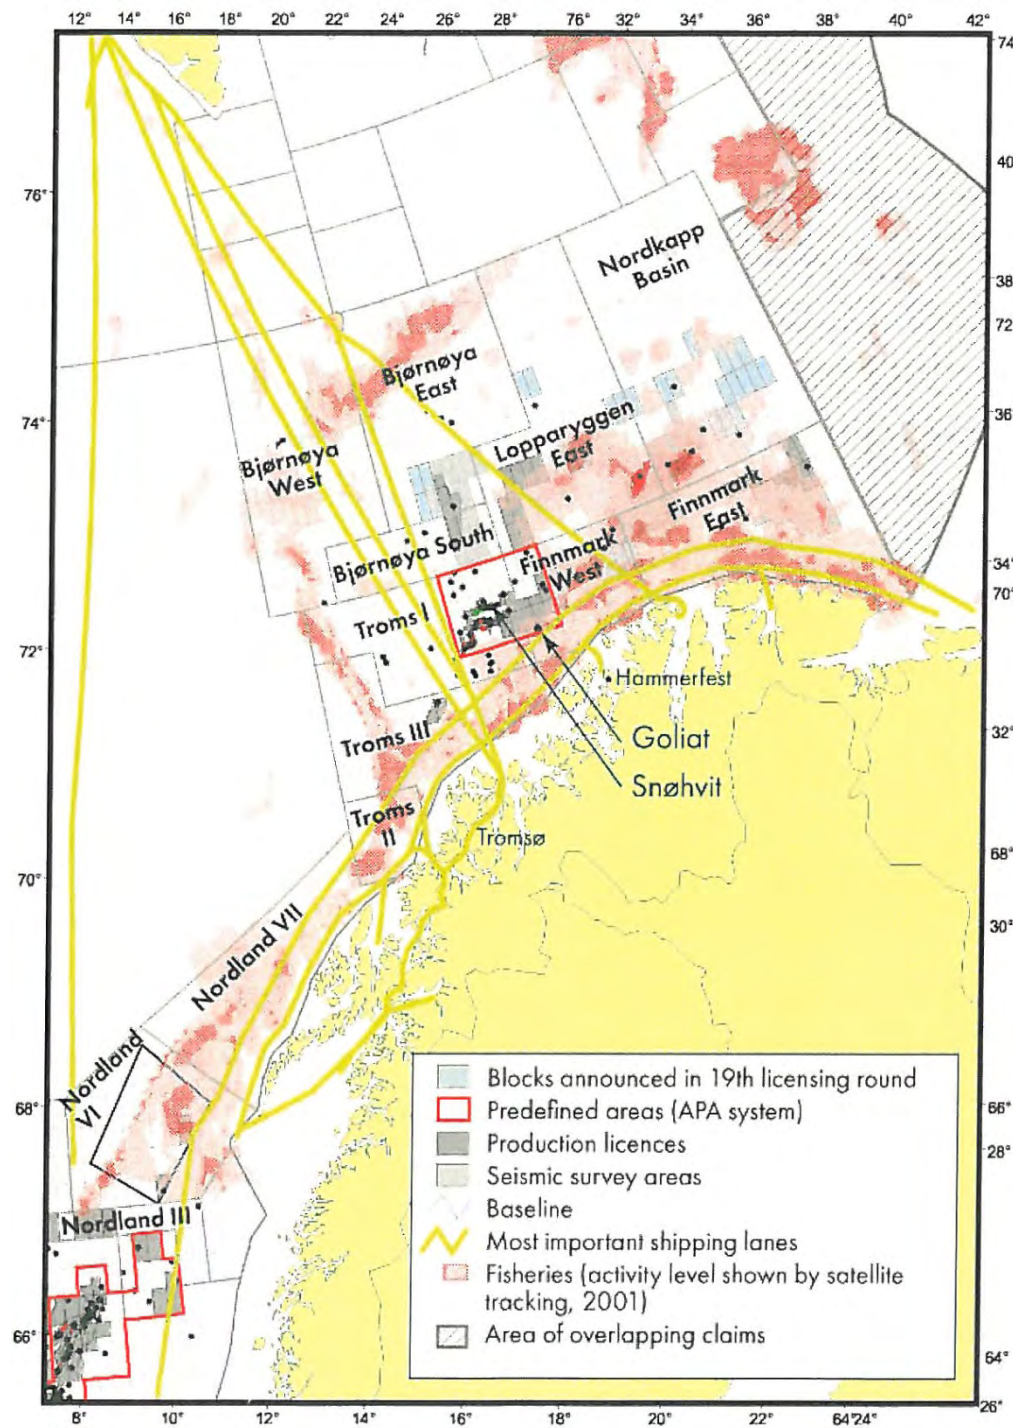 12° 14° 16° 18° 20° 22° 24° 26° 28° 76° 32° 34° 36° 38° 40° 42°
74
76°
40
Nordkapp
Basin
38
72°
Bjørnøya
East
74°
36°
Lopparyggen
East
Bjørnøya
West
Finnmark
East
Bjørnøya South
Finnmark
West
34°
70°
Troms I
72°
Hammerfest
Troms III
Goliat
32°
Snøhvit
Troms
II
Tromsø
68°
70°
30°
Nordland VII
Nordland
VI
68°
66°
28°
Nordland III
66°
64°
Blocks announced in 19th licensing round
Predefined areas (APA system)
Production licences
Seismic survey areas
Baseline
Most important shipping lanes
Fisheries (activity level shown by satellite
tracking, 2001)
Area of overlapping claims
8° 10° 12° 14° 16° 18° 20° 22° 64°24° 26°